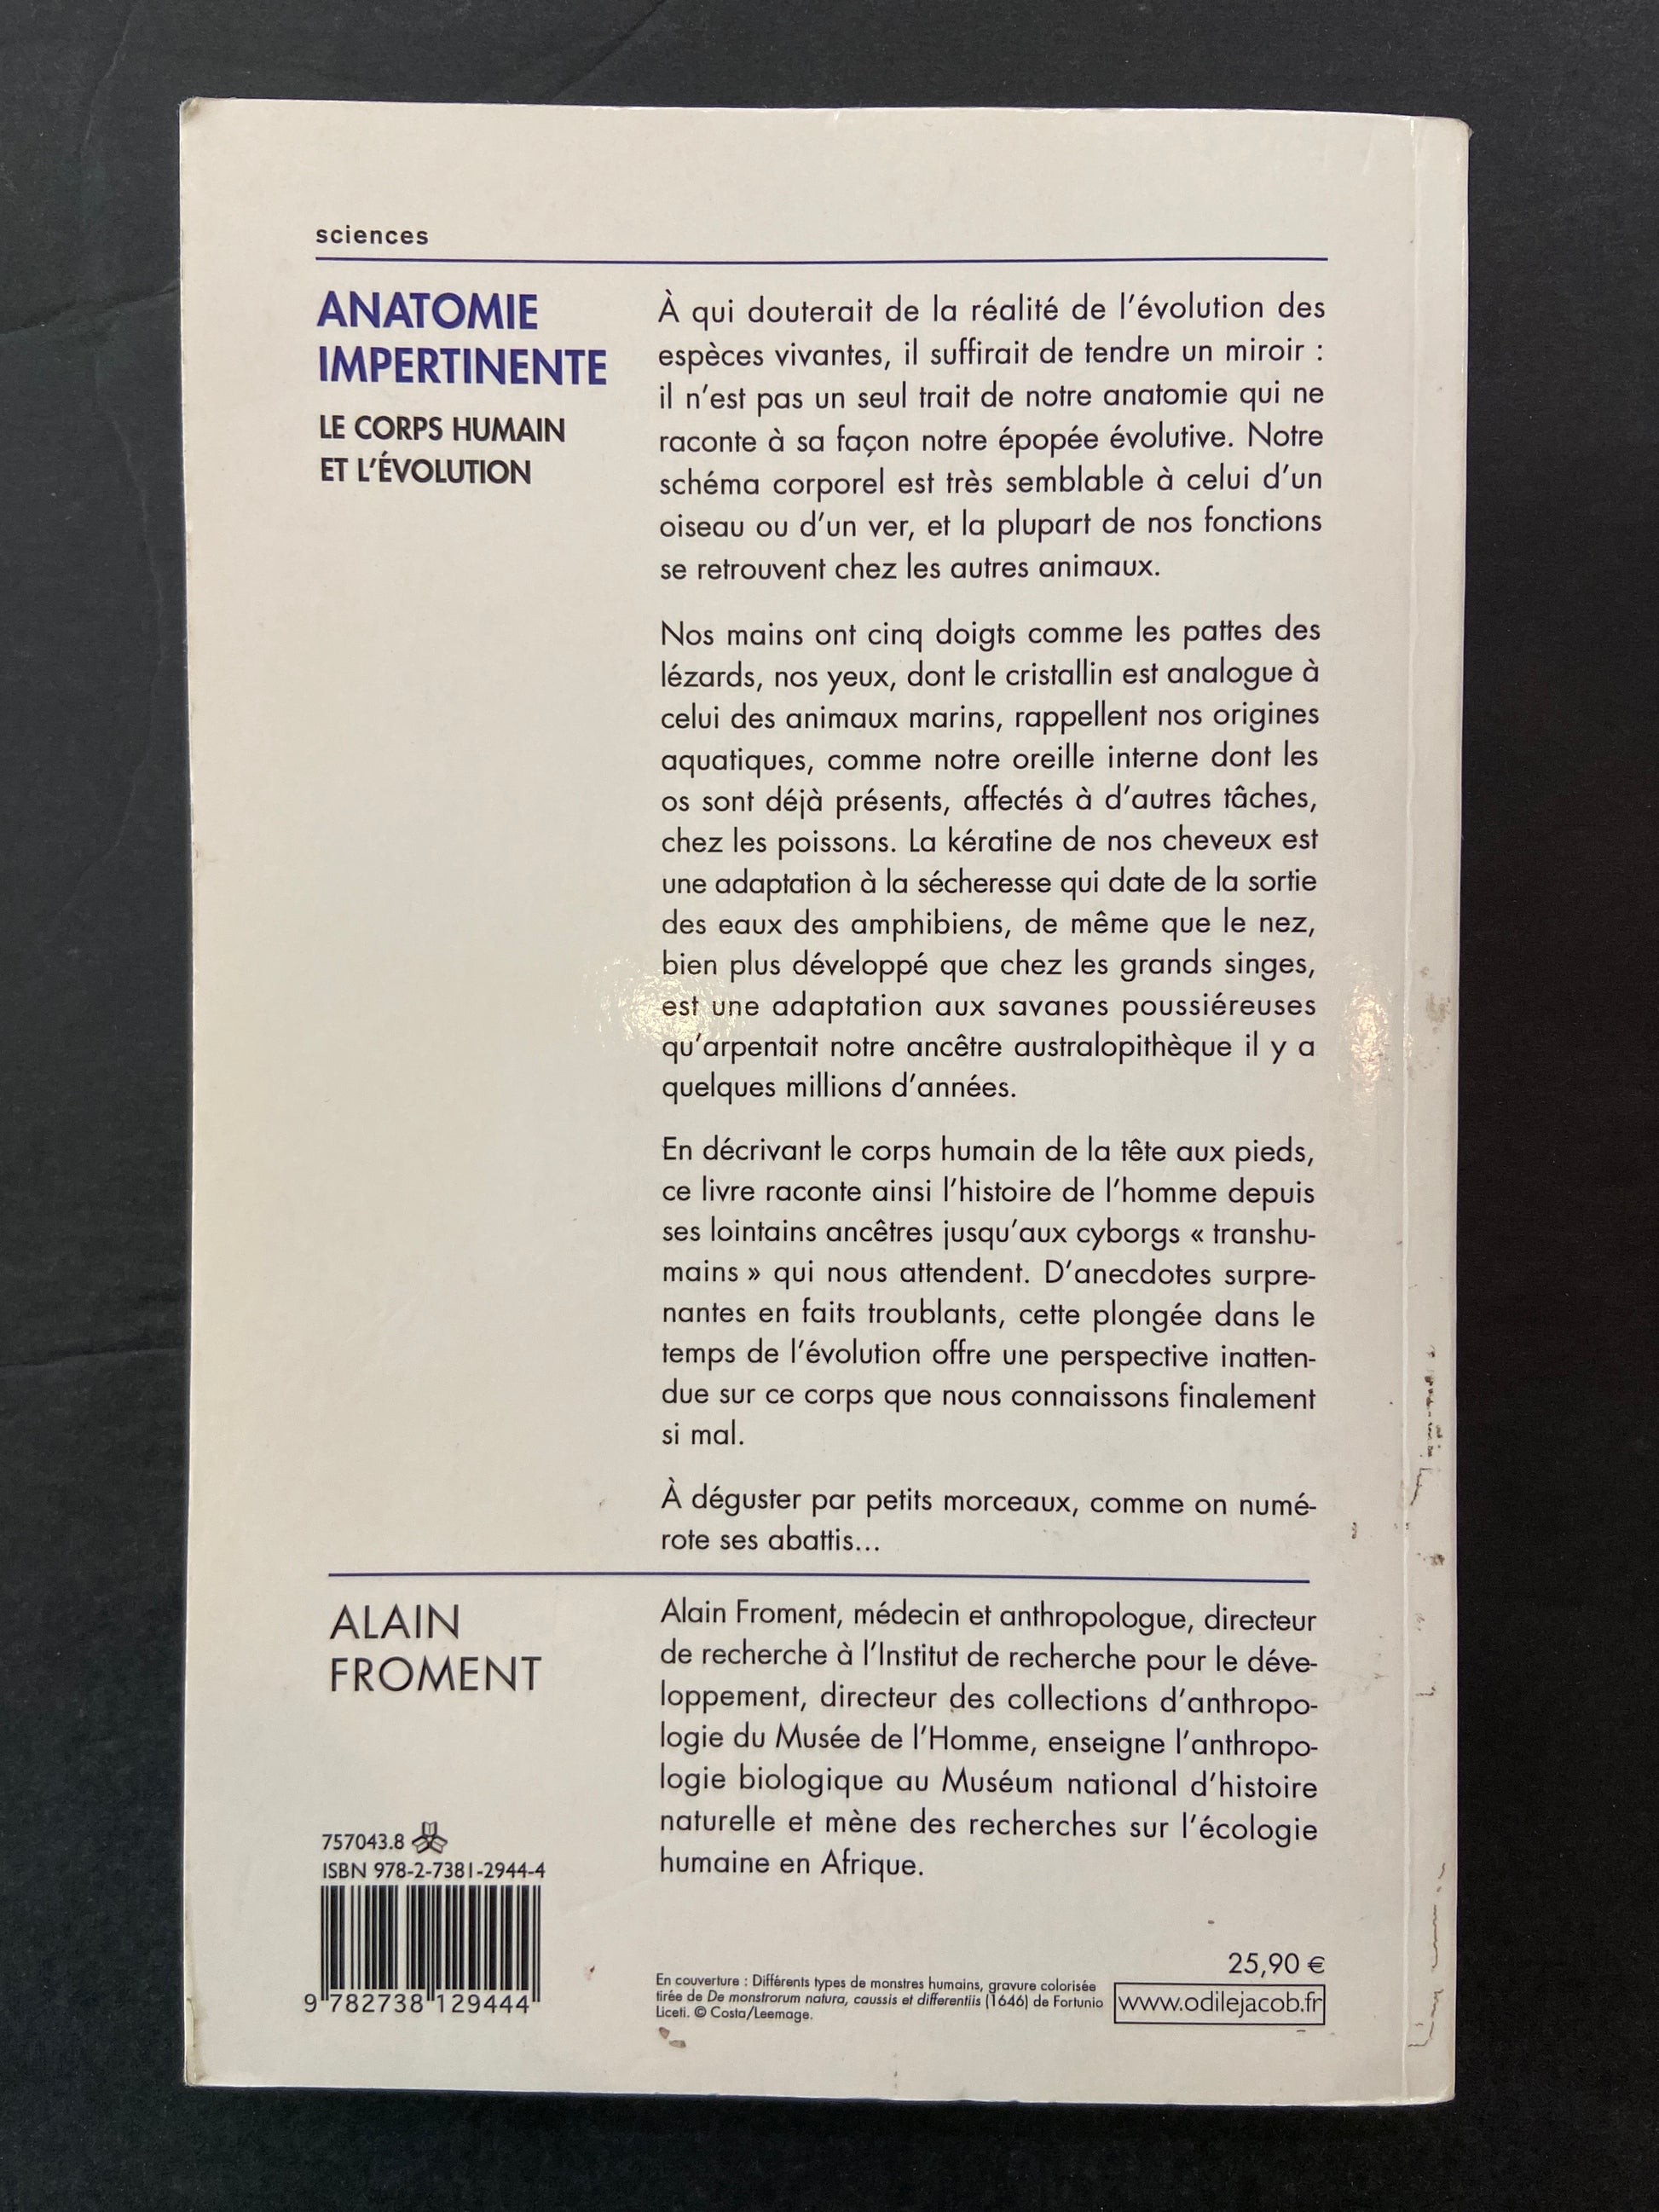 sciences
ANATOMIE
IMPERTINENTE
LE CORPS HUMAIN
ET L'ÉVOLUTION
À qui douterait de la réalité de l'évolution des
espèces vivantes, il suffirait de tendre un miroir :
il n'est pas un seul trait de notre anatomie qui ne
raconte à sa façon notre épopée évolutive. Notre
schéma corporel est très semblable à celui d'un
oiseau ou d'un ver, et la plupart de nos fonctions
se retrouvent chez les autres animaux.
Nos mains ont cinq doigts comme les pattes des
lézards, nos yeux, dont le cristallin est analogue à
celui des animaux marins, rappellent nos origines
aquatiques, comme notre oreille interne dont les
os sont déjà présents, affectés à d'autres tâches,
chez les poissons. La kératine de nos cheveux est
une adaptation à la sécheresse qui date de la sortie
des eaux des amphibiens, de même que le nez,
bien plus développé que chez les grands singes,
est une adaptation aux savanes poussiéreuses
qu'arpentait notre ancêtre australopithèque il y a
quelques millions d'années.
En décrivant le corps humain de la tête aux pieds,
ce livre raconte ainsi l'histoire de l'homme depuis
ses lointains ancêtres jusqu'aux cyborgs « transhu-
mains » qui nous attendent. D'anecdotes surpre-
nantes en faits troublants, cette plongée dans le
temps de l'évolution offre une perspective inatten-
due sur ce corps que nous connaissons finalement
si mal.
À déguster par petits morceaux, comme on numé-
rote ses abattis...
ALAIN
FROMENT
Alain Froment, médecin et anthropologue, directeur
de recherche à l'Institut de recherche pour le déve-
loppement, directeur des collections d'anthropo-
logie du Musée de l'Homme, enseigne l'anthropo-
logie biologique au Muséum national d'histoire
naturelle et mène des recherches sur l'écologie
humaine en Afrique.
757043.8
ISBN 978-2-7381-2944-4
9 782738 129444
En couverture : Différents types de monstres humains, gravure colorisée
tirée de De monstrorum natura, caussis et differentiis (1646) de Fortunio
Liceti. © Costa/Leemage.
25,90 €
www.odilejacob.fr